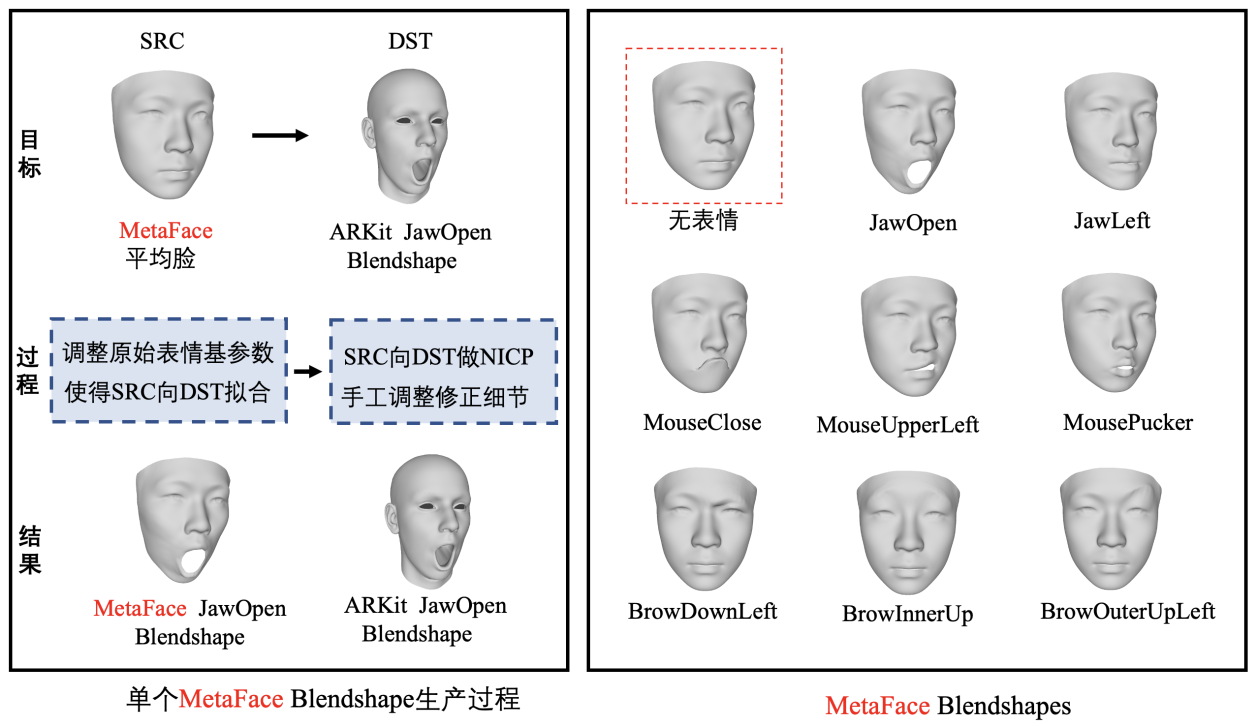 SRC
DST
目标
MetaFace
平均脸
ARKit JawOpen
Blendshape
过程
调整原始表情基参数
使得SRC向DST拟合
SRC向DST做NICP
手工调整修正细节
结果
MetaFace JawOpen
Blendshape
ARKit JawOpen
Blendshape
单个MetaFace Blendshape生产过程
无表情
JawOpen
JawLeft
MouseClose
MouseUpperLeft
MousePucker
BrowDownLeft
BrowInnerUp
BrowOuterUpLeft
MetaFace Blendshapes